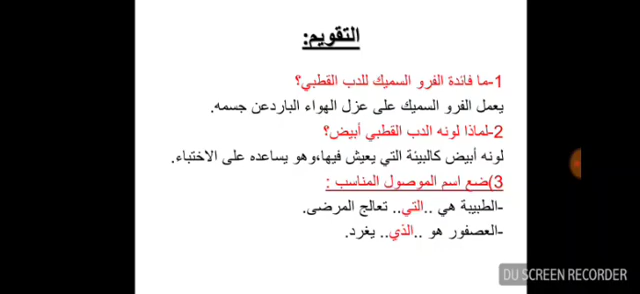 التقويم:
1-ما فائدة الفرو السميك للدب القطبي؟
يعمل الفرو السميك على عزل الهواء الباردعن جسمه.
2-لماذا لونه الدب القطبي أبيض؟
لونه أبيض كالبيئة التي يعيش فيها،وهو يساعده على الاختباء.
3)ضع اسم الموصول المناسب :
-الطبيبة هي ..التي.. تعالج المرضى.
-العصفور هو ..الذي.. يغرد.
DU SCREEN RECORDER